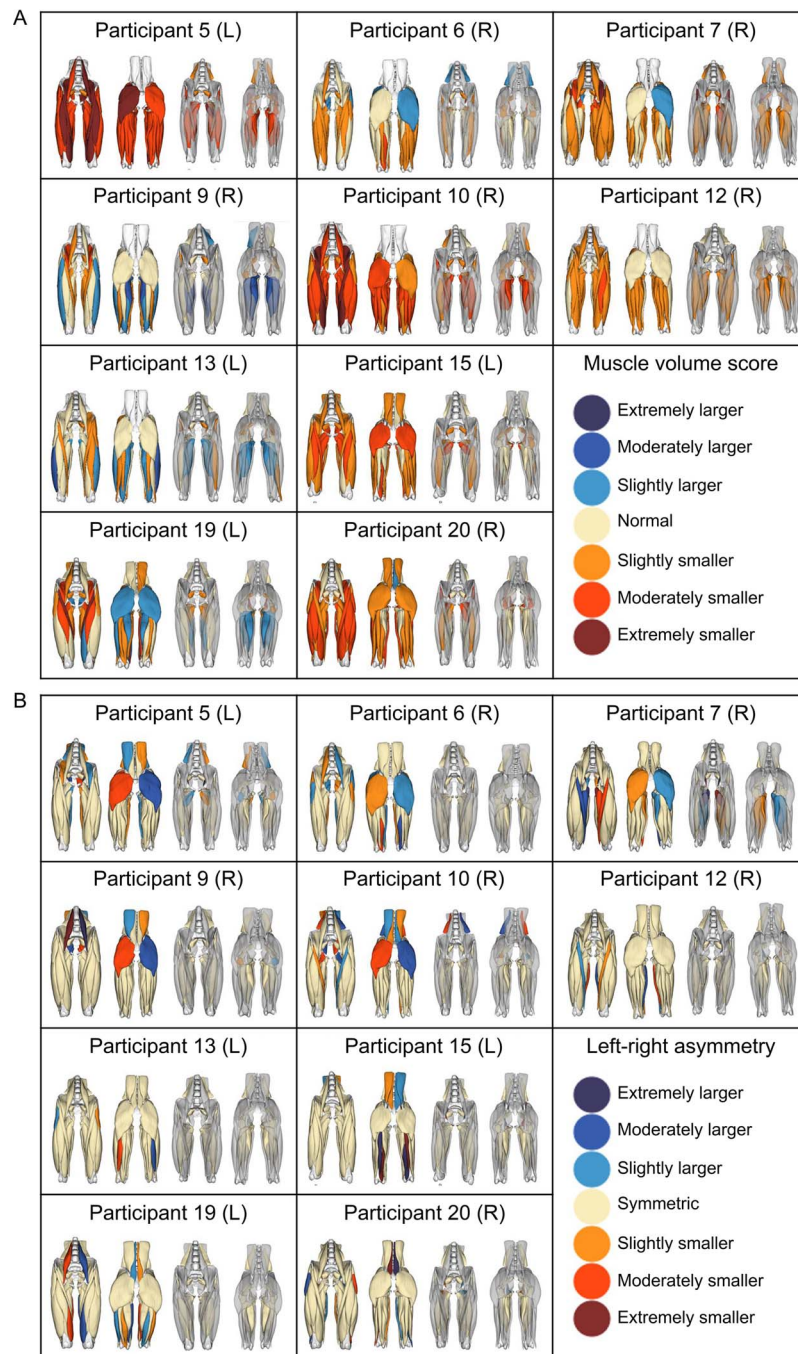 A
Participant 5 (L)
Participant 6 (R)
Participant 7 (R)
Participant 9 (R)
Participant 10 (R)
Participant 12 (R)
Participant 13 (L)
Participant 15 (L)
Muscle volume score
Extremely larger
Moderately larger
Slightly larger
Normal
Slightly smaller
Moderately smaller
Extremely smaller
Participant 19 (L)
Participant 20 (R)
B
Participant 5 (L)
Participant 6 (R)
Participant 7 (R)
Participant 9 (R)
Participant 10 (R)
Participant 12 (R)
Participant 13 (L)
Participant 15 (L)
Left-right asymmetry
Extremely larger
Moderately larger
Slightly larger
Symmetric
Slightly smaller
Moderately smaller
Extremely smaller
Participant 19 (L)
Participant 20 (R)